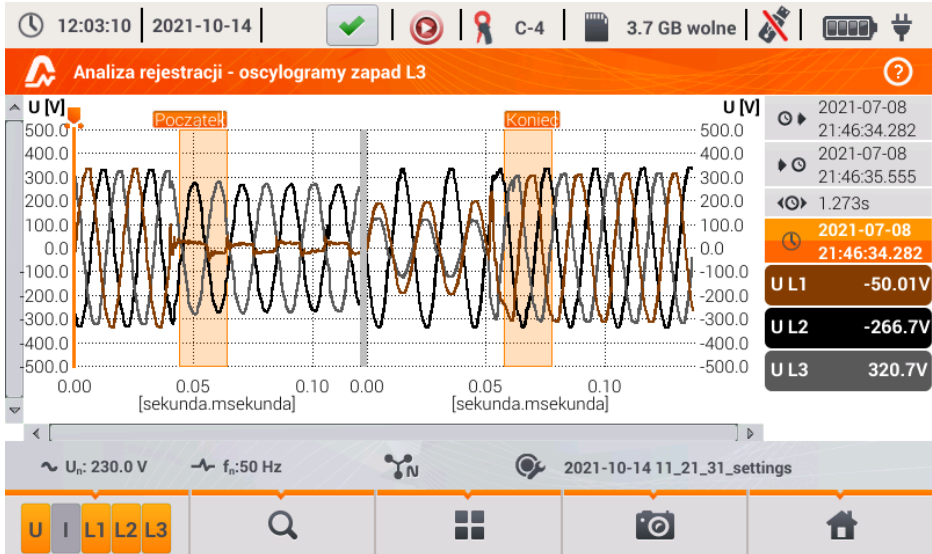 12:03:10 2021-10-14 C-4 3.7 GB wolne
Analiza rejestracji - oscylogramy zapad L3
U [V] U [V]
Początek Koniec
500.0 500.0
400.0 400.0
300.0 300.0
200.0 200.0
100.0 100.0
0.0 0.0
-100.0 -100.0
-200.0 -200.0
-300.0 -300.0
-400.0 -400.0
-500.0 -500.0
0.00 0.05 0.10 0.00 0.05 0.10
[sekunda.msekunda] [sekunda.msekunda]
2021-07-08
21:46:34.282
2021-07-08
21:46:35.555
1.273s
2021-07-08
21:46:34.282
U L1 -50.01V
U L2 -266.7V
U L3 320.7V
Un: 230.0 V fn:50 Hz N 2021-10-14 11_21_31_settings
U I L1 L2 L3